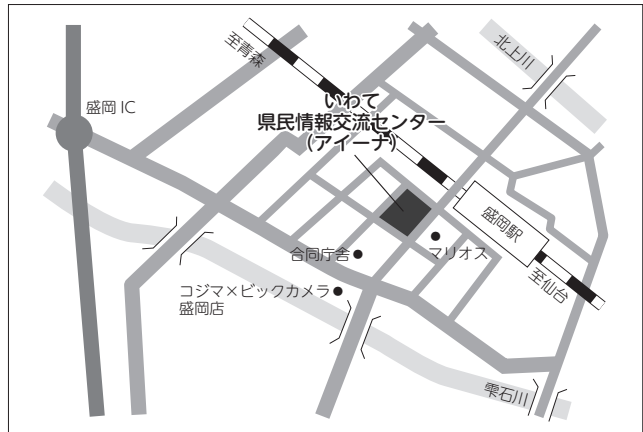 至青森
北上川
盛岡 IC
いわて
県民情報交流センター
(アイーナ)
盛岡駅
マリオス
合同庁舎
至仙台
コジマ×ビックカメラ
盛岡店
雫石川